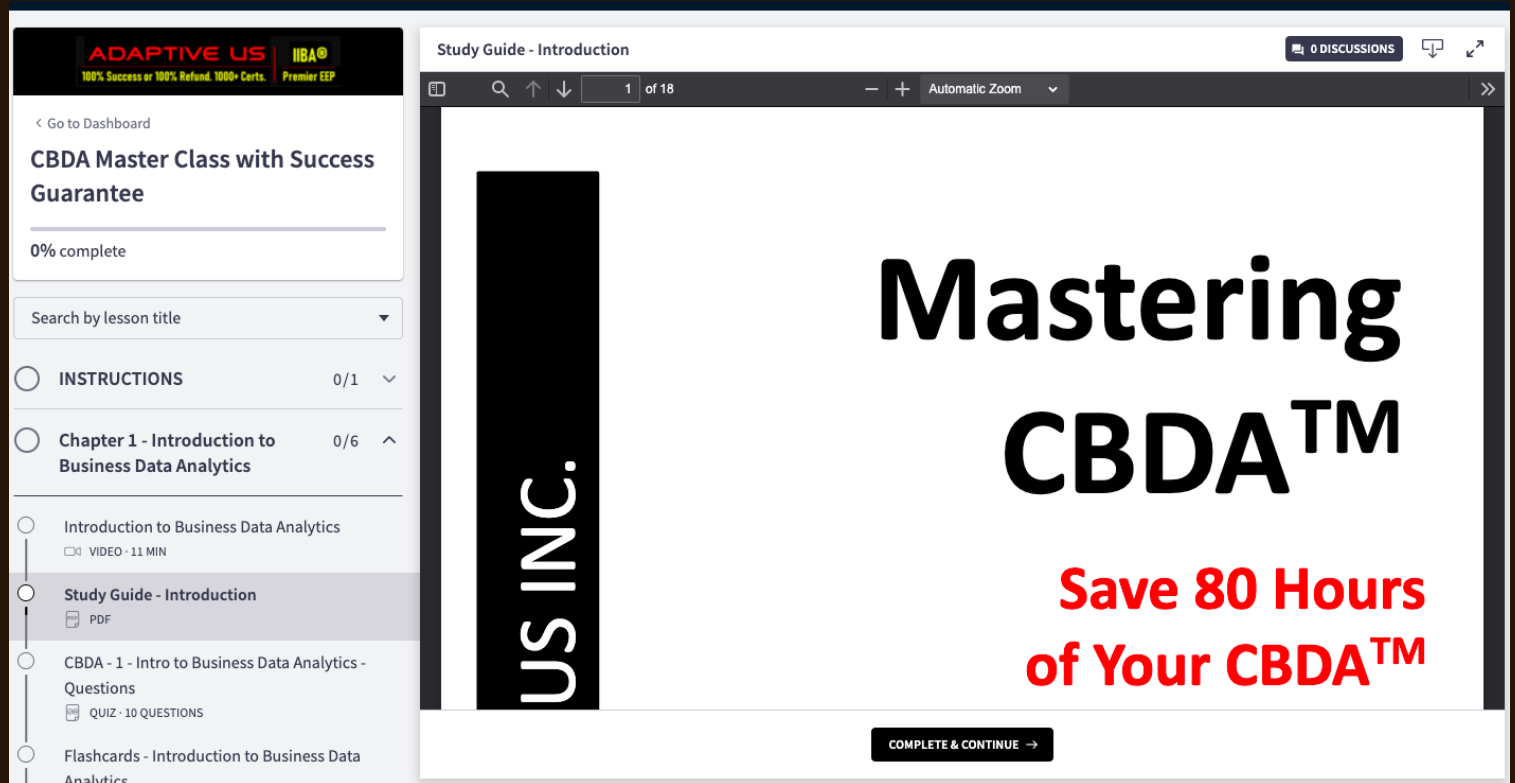 ADAPTIVE US
IIBA®
100% Success or 100% Refund. 1000+ Certs.
Premier EEP
Go to Dashboard
CBDA Master Class with Success
Guarantee
0% complete
Search by lesson title
INSTRUCTIONS 0/1
Chapter 1 - Introduction to 0/6
Business Data Analytics
Introduction to Business Data Analytics
VIDEO · 11 MIN
Study Guide - Introduction
PDF
CBDA - 1 - Intro to Business Data Analytics -
Questions
QUIZ · 10 QUESTIONS
Flashcards - Introduction to Business Data
Analytics
Study Guide - Introduction
0 DISCUSSIONS
1 of 18
Automatic Zoom
US INC.
Mastering
CBDA™
Save 80 Hours
of Your CBDA™
COMPLETE & CONTINUE →